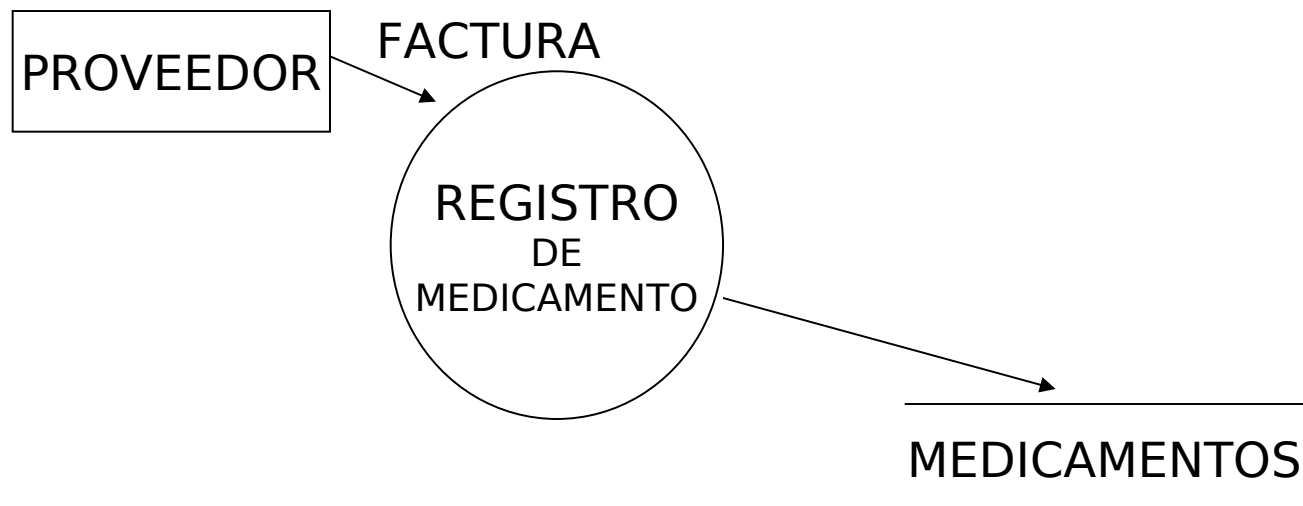 PROVEEDOR
FACTURA
REGISTRO
DE
MEDICAMENTO
MEDICAMENTOS